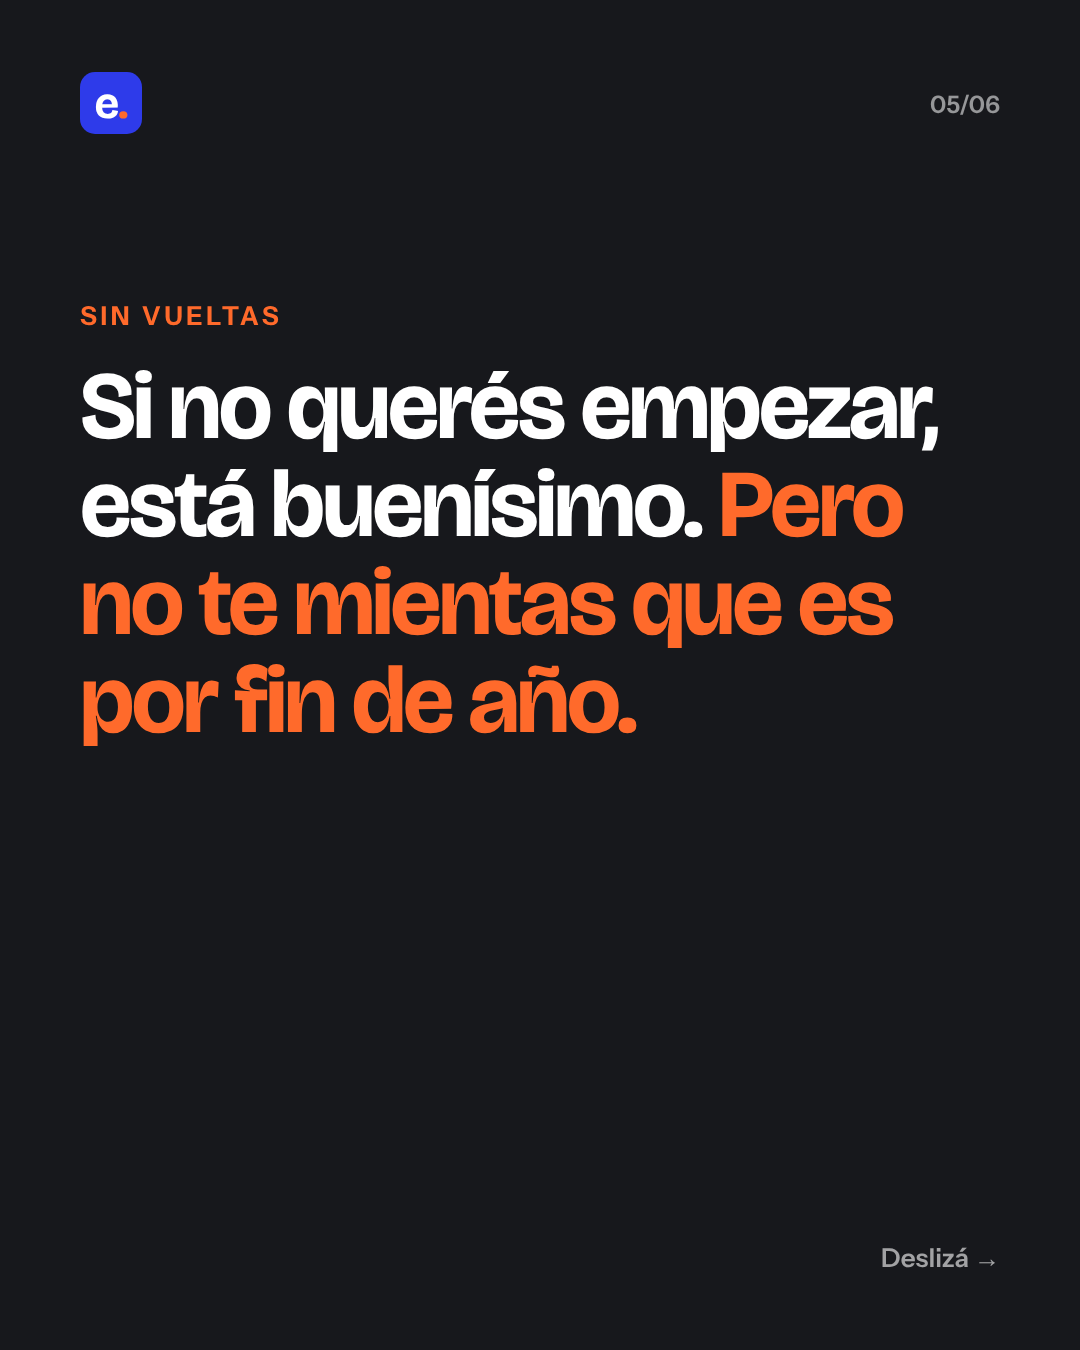 e.
05/06
SIN VUELTAS
Si no querés empezar,
está buenísimo. Pero
no te mientas que es
por fin de año.
Deslizá →